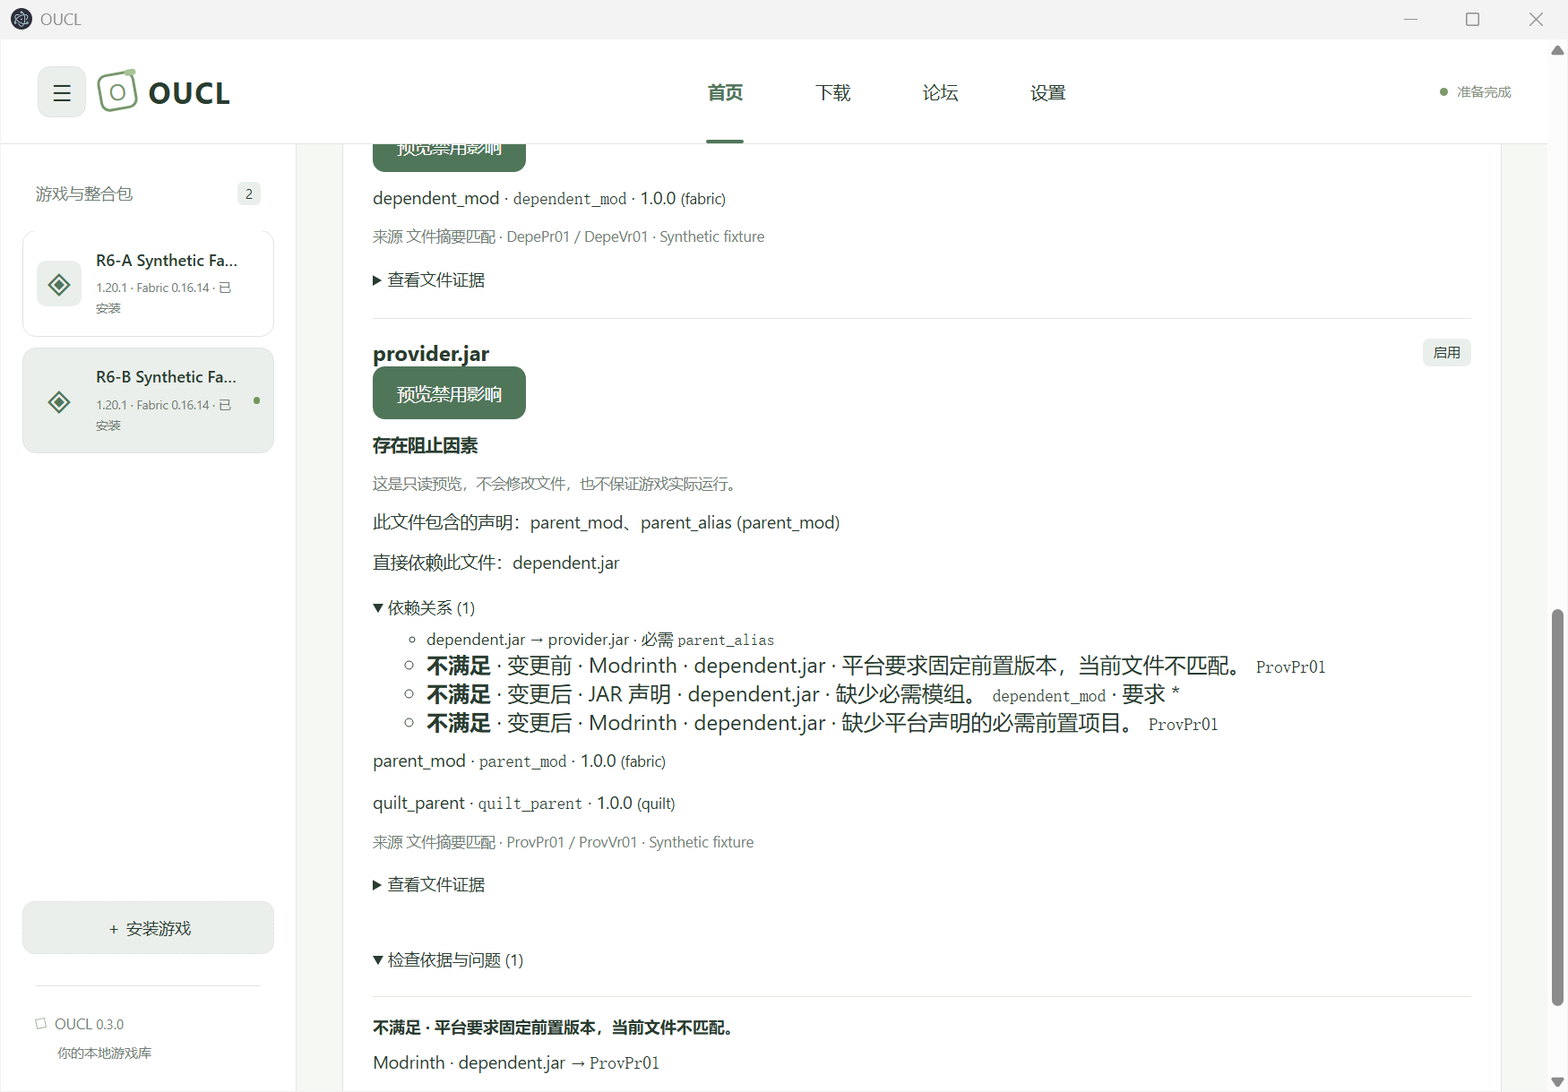 OUCL
☰
O
OUCL
首页
下载
论坛
设置
准备完成
游戏与整合包
2
R6-A Synthetic Fa...
1.20.1 · Fabric 0.16.14 · 已
安装
R6-B Synthetic Fa...
1.20.1 · Fabric 0.16.14 · 已
安装
+ 安装游戏
OUCL 0.3.0
你的本地游戏库
预览禁用影响
dependent_mod · dependent_mod · 1.0.0 (fabric)
来源 文件摘要匹配 · DepePr01 / DepeVr01 · Synthetic fixture
▶ 查看文件证据
provider.jar
启用
预览禁用影响
存在阻止因素
这是只读预览，不会修改文件，也不保证游戏实际运行。
此文件包含的声明：parent_mod、parent_alias (parent_mod)
直接依赖此文件：dependent.jar
▼ 依赖关系 (1)
dependent.jar → provider.jar · 必需 parent_alias
不满足 · 变更前 · Modrinth · dependent.jar · 平台要求固定前置版本，当前文件不匹配。 ProvPr01
不满足 · 变更后 · JAR 声明 · dependent.jar · 缺少必需模组。 dependent_mod · 要求 *
不满足 · 变更后 · Modrinth · dependent.jar · 缺少平台声明的必需前置项目。 ProvPr01
parent_mod · parent_mod · 1.0.0 (fabric)
quilt_parent · quilt_parent · 1.0.0 (quilt)
来源 文件摘要匹配 · ProvPr01 / ProvVr01 · Synthetic fixture
▶ 查看文件证据
▼ 检查依据与问题 (1)
不满足 · 平台要求固定前置版本，当前文件不匹配。
Modrinth · dependent.jar → ProvPr01